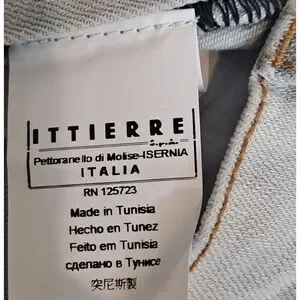 ITTIERRE
s.p.a.
Pettoranello di Molise-ISERNIA
ITALIA
RN 125723
Made in Tunisia
Hecho en Tunez
Feito em Tunisia
сделано в Тунисе
突尼斯製